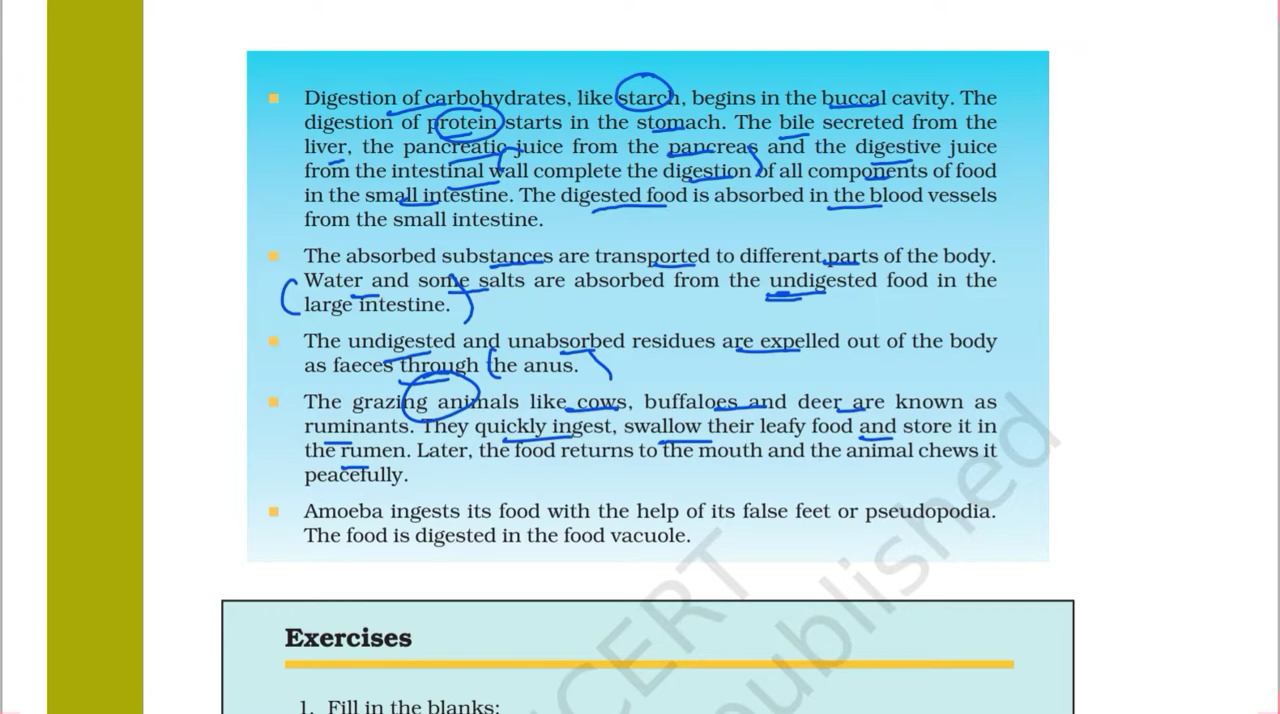 Digestion of carbohydrates, like starch, begins in the buccal cavity. The
digestion of protein starts in the stomach. The bile secreted from the
liver, the pancreatic juice from the pancreas and the digestive juice
from the intestinal wall complete the digestion of all components of food
in the small intestine. The digested food is absorbed in the blood vessels
from the small intestine.
The absorbed substances are transported to different parts of the body.
Water and some salts are absorbed from the undigested food in the
large intestine.
The undigested and unabsorbed residues are expelled out of the body
as faeces through the anus.
The grazing animals like cows, buffaloes and deer are known as
ruminants. They quickly ingest, swallow their leafy food and store it in
the rumen. Later, the food returns to the mouth and the animal chews it
peacefully.
Amoeba ingests its food with the help of its false feet or pseudopodia.
The food is digested in the food vacuole.
Exercises
1. Fill in the blanks:
CERT
published